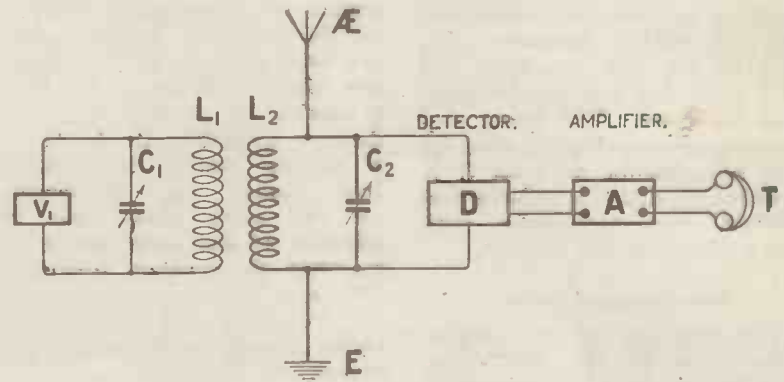 Æ
L₁ L₂
DETECTOR. AMPLIFIER.
C₁ C₂
V₁ D A T
E